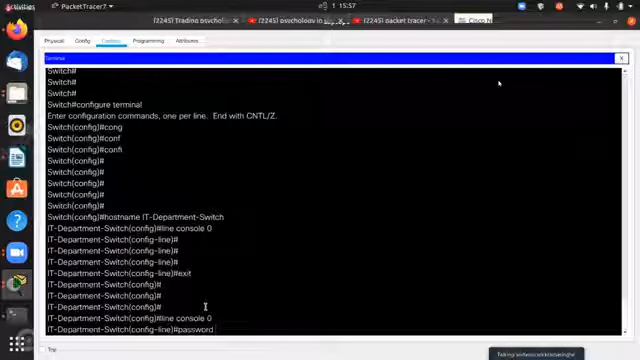 Activities
PacketTracer7
15:57
(2245) Trading psycholo
(2245) psychology in
(2245) packet tracer -
Cisco N
Physical
Config
Programming
Attributes
Terminal
X
Switch#
Switch#
Switch#
Switch#configure terminal
Enter configuration commands, one per line. End with CNTL/Z.
Switch(config)#cong
Switch(config)#conf
Switch(config)#confi
Switch(config)#
Switch(config)#
Switch(config)#
Switch(config)#
Switch(config)#
Switch(config)#hostname IT-Department-Switch
IT-Department-Switch(config)#line console 0
IT-Department-Switch(config-line)#
IT-Department-Switch(config-line)#
IT-Department-Switch(config-line)#
IT-Department-Switch(config-line)#exit
IT-Department-Switch(config)#
IT-Department-Switch(config)#
IT-Department-Switch(config)#
IT-Department-Switch(config)#line console 0
IT-Department-Switch(config-line)#password
Top
Talking: